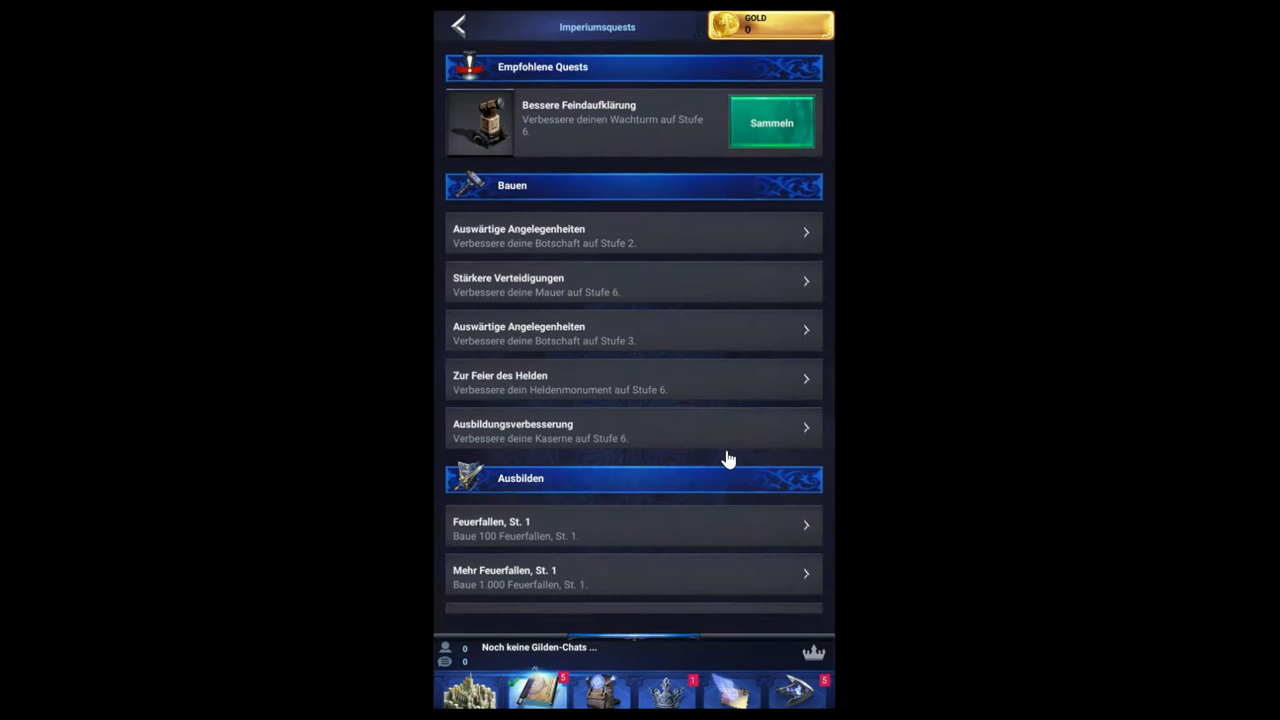 Imperiumsquests
GOLD
0
Empfohlene Quests
Bessere Feindaufklärung
Verbessere deinen Wachturm auf Stufe
6.
Sammeln
Bauen
Auswärtige Angelegenheiten
Verbessere deine Botschaft auf Stufe 2.
Stärkere Verteidigungen
Verbessere deine Mauer auf Stufe 6.
Auswärtige Angelegenheiten
Verbessere deine Botschaft auf Stufe 3.
Zur Feier des Helden
Verbessere dein Heldenmonument auf Stufe 6.
Ausbildungsverbesserung
Verbessere deine Kaserne auf Stufe 6.
Ausbilden
Feuerfallen, St. 1
Baue 100 Feuerfallen, St. 1.
Mehr Feuerfallen, St. 1
Baue 1.000 Feuerfallen, St. 1.
0 Noch keine Gilden-Chats ...
0
5 1 5